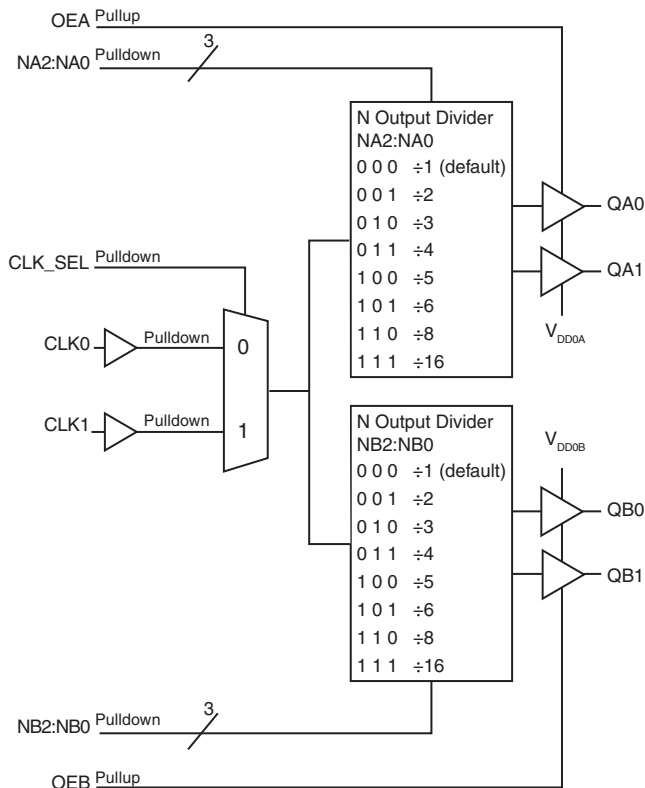 OEA Pullup
NA2:NA0 Pulldown
3
N Output Divider
NA2:NA0
0 0 0 ÷1 (default)
0 0 1 ÷2
0 1 0 ÷3
0 1 1 ÷4
1 0 0 ÷5
1 0 1 ÷6
1 1 0 ÷8
1 1 1 ÷16
QA0
QA1
VDD0A
CLK_SEL Pulldown
CLK0 Pulldown
0
CLK1 Pulldown
1
N Output Divider
NB2:NB0
0 0 0 ÷1 (default)
0 0 1 ÷2
0 1 0 ÷3
0 1 1 ÷4
1 0 0 ÷5
1 0 1 ÷6
1 1 0 ÷8
1 1 1 ÷16
VDD0B
QB0
QB1
NB2:NB0 Pulldown
3
OEB Pullup